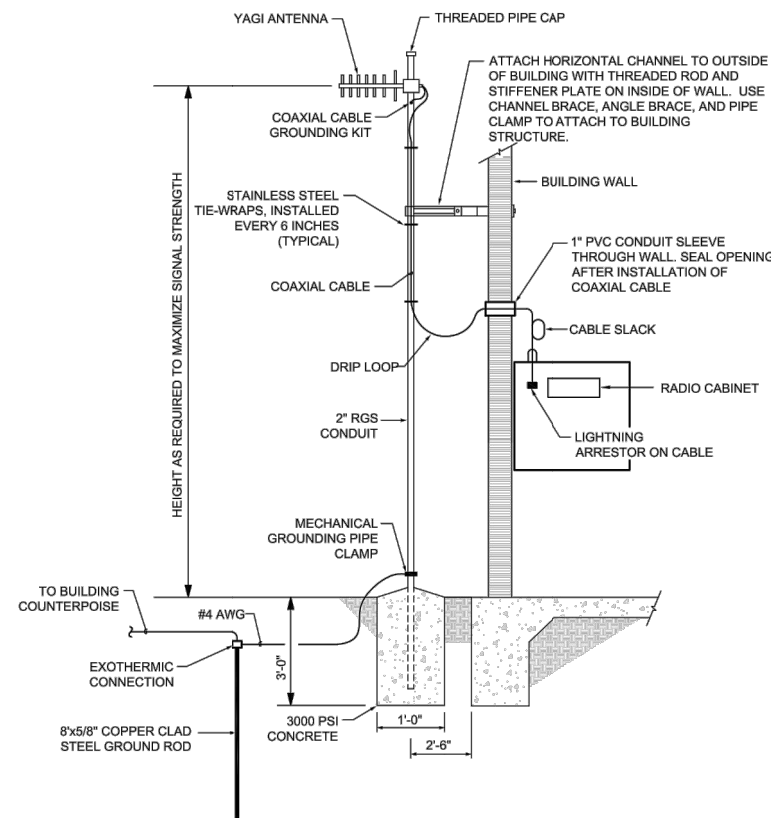 YAGI ANTENNA
THREADED PIPE CAP
ATTACH HORIZONTAL CHANNEL TO OUTSIDE
OF BUILDING WITH THREADED ROD AND
STIFFENER PLATE ON INSIDE OF WALL. USE
CHANNEL BRACE, ANGLE BRACE, AND PIPE
CLAMP TO ATTACH TO BUILDING
STRUCTURE.
COAXIAL CABLE
GROUNDING KIT
BUILDING WALL
STAINLESS STEEL
TIE-WRAPS, INSTALLED
EVERY 6 INCHES
(TYPICAL)
HEIGHT AS REQUIRED TO MAXIMIZE SIGNAL STRENGTH
1" PVC CONDUIT SLEEVE
THROUGH WALL. SEAL OPENING
AFTER INSTALLATION OF
COAXIAL CABLE
COAXIAL CABLE
CABLE SLACK
DRIP LOOP
RADIO CABINET
2" RGS
CONDUIT
LIGHTNING
ARRESTOR ON CABLE
MECHANICAL
GROUNDING PIPE
CLAMP
TO BUILDING
COUNTERPOISE
#4 AWG
EXOTHERMIC
CONNECTION
3'-0"
8'x5/8" COPPER CLAD
STEEL GROUND ROD
3000 PSI
CONCRETE
1'-0"
2'-6"